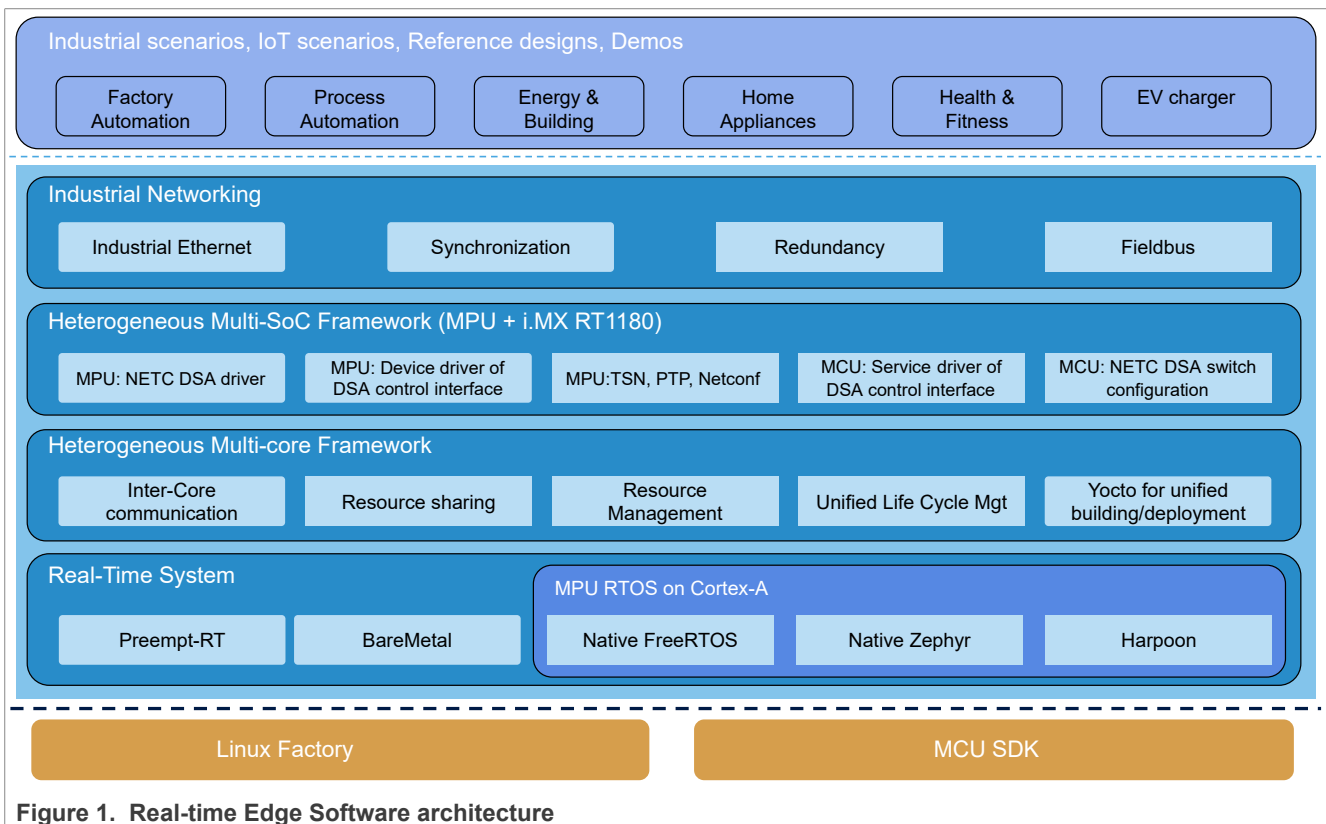 Industrial scenarios, IoT scenarios, Reference designs, Demos
Factory
Automation
Process
Automation
Energy &
Building
Home
Appliances
Health &
Fitness
EV charger
Industrial Networking
Industrial Ethernet
Synchronization
Redundancy
Fieldbus
Heterogeneous Multi-SoC Framework (MPU + i.MX RT1180)
MPU: NETC DSA driver
MPU: Device driver of
DSA control interface
MPU:TSN, PTP, Netconf
MCU: Service driver of
DSA control interface
MCU: NETC DSA switch
configuration
Heterogeneous Multi-core Framework
Inter-Core
communication
Resource sharing
Resource
Management
Unified Life Cycle Mgt
Yocto for unified
building/deployment
Real-Time System
Preempt-RT
BareMetal
MPU RTOS on Cortex-A
Native FreeRTOS
Native Zephyr
Harpoon
Linux Factory
MCU SDK
Figure 1. Real-time Edge Software architecture